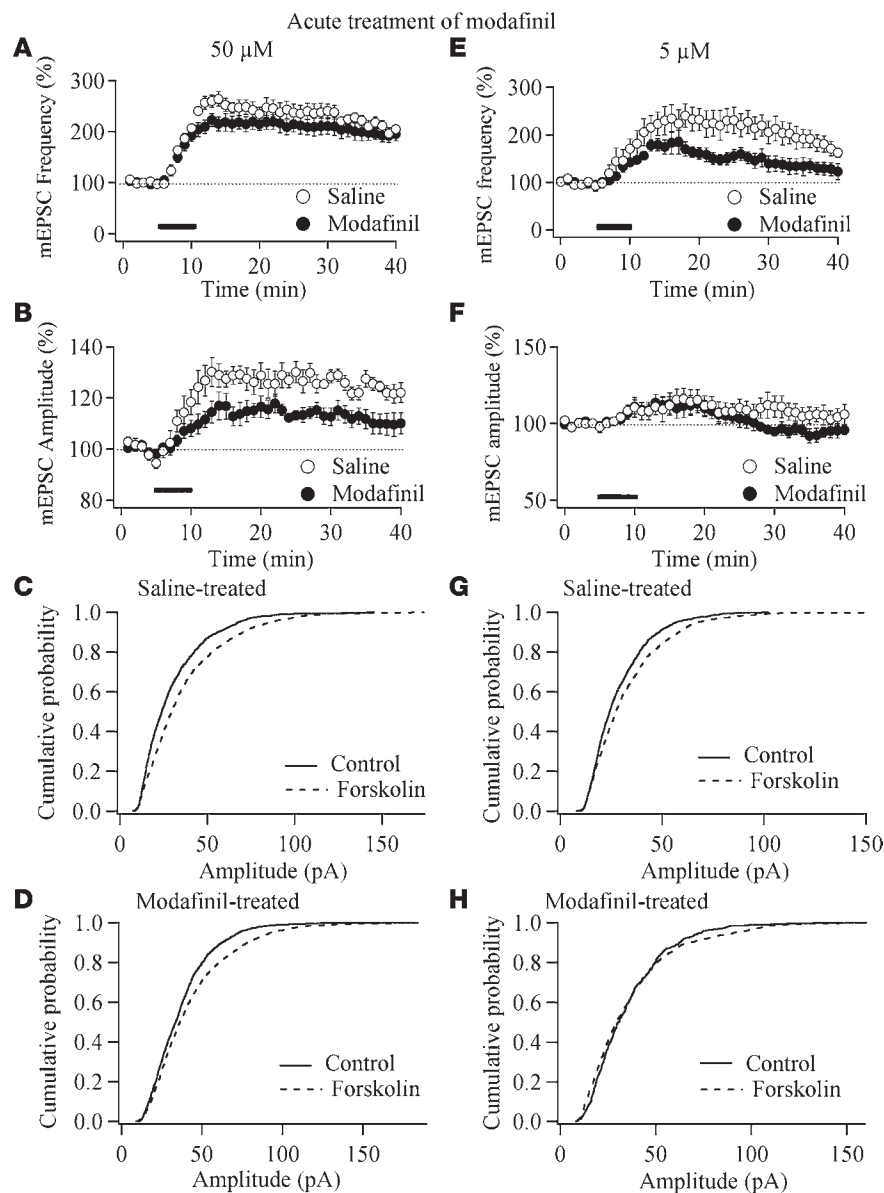 Acute treatment of modafinil
A
50 µM
mEPSC Frequency (%)
300
200
100
0
Saline
Modafinil
0 10 20 30 40
Time (min)
B
mEPSC Amplitude (%)
140
120
100
80
Saline
Modafinil
0 10 20 30 40
Time (min)
C
Saline-treated
Cumulative probability
1.0
0.8
0.6
0.4
0.2
0.0
Control
Forskolin
0 50 100 150
Amplitude (pA)
D
Modafinil-treated
Cumulative probability
1.0
0.8
0.6
0.4
0.2
0.0
Control
Forskolin
0 50 100 150
Amplitude (pA)
E
5 µM
mEPSC frequency (%)
300
200
100
0
Saline
Modafinil
0 10 20 30 40
Time (min)
F
mEPSC amplitude (%)
150
100
50
Saline
Modafinil
0 10 20 30 40
Time (min)
G
Saline-treated
Cumulative probability
1.0
0.8
0.6
0.4
0.2
0.0
Control
Forskolin
0 50 100 150
Amplitude (pA)
H
Modafinil-treated
Cumulative probability
1.0
0.8
0.6
0.4
0.2
0.0
Control
Forskolin
0 50 100 150
Amplitude (pA)